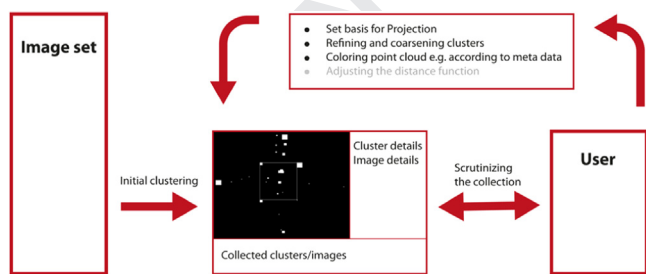 Image set
• Set basis for Projection
• Refining and coarsening clusters
• Coloring point cloud e.g. according to meta data
• Adjusting the distance function
Initial clustering
Cluster details
Image details
Scrutinizing
the collection
User
Collected clusters/images